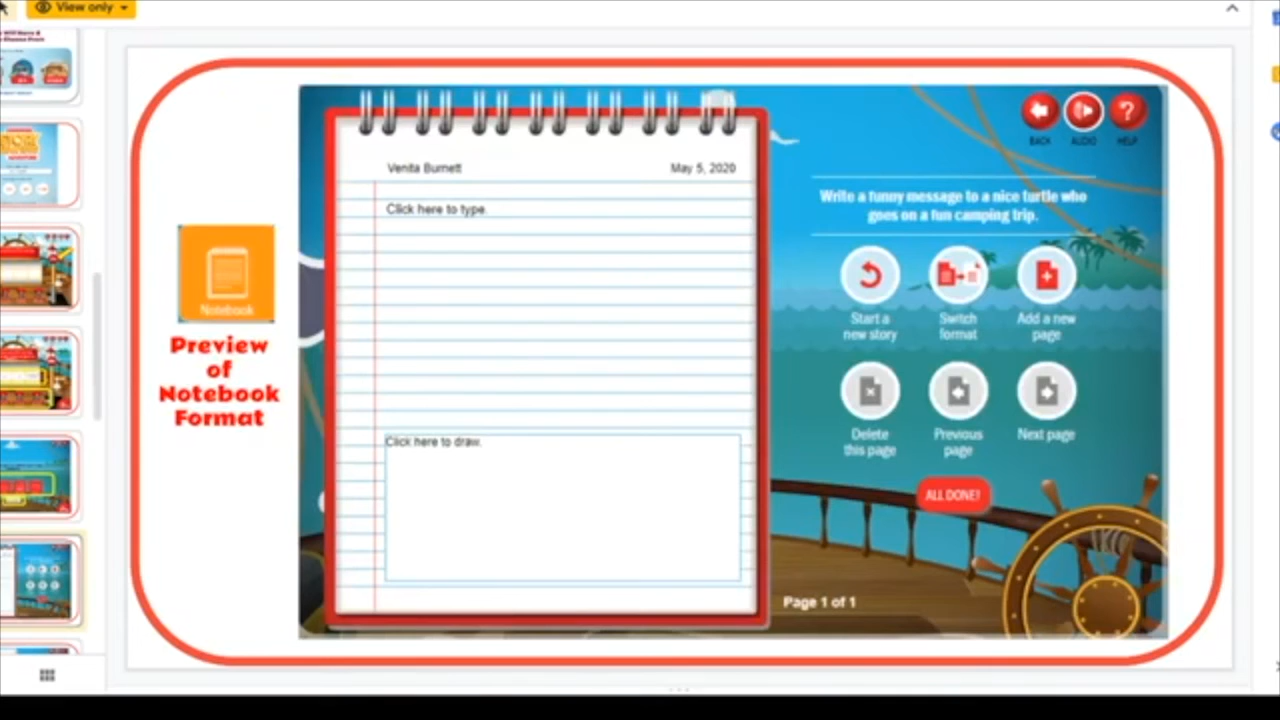 View only
Notebook
Preview
of
Notebook
Format
Venita Burnett
May 5, 2020
Click here to type.
Click here to draw.
BACK
AUDIO
HELP
Write a funny message to a nice turtle who
goes on a fun camping trip.
Start a
new story
Switch
format
Add a new
page
Delete
this page
Previous
page
Next page
ALL DONE!
Page 1 of 1